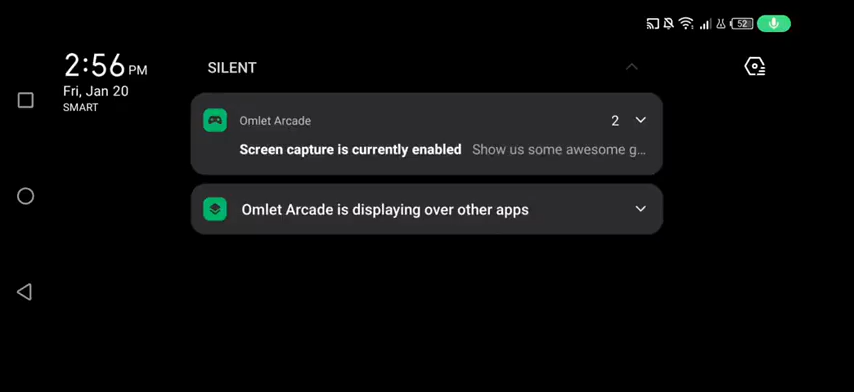 52
2:56 PM
Fri, Jan 20
SMART
SILENT
Omlet Arcade 2
Screen capture is currently enabled Show us some awesome g...
Omlet Arcade is displaying over other apps